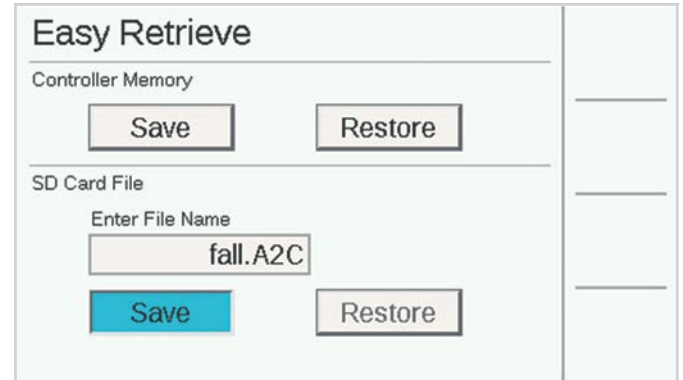 Easy Retrieve
Controller Memory
Save Restore
SD Card File
Enter File Name
fall.A2C
Save Restore